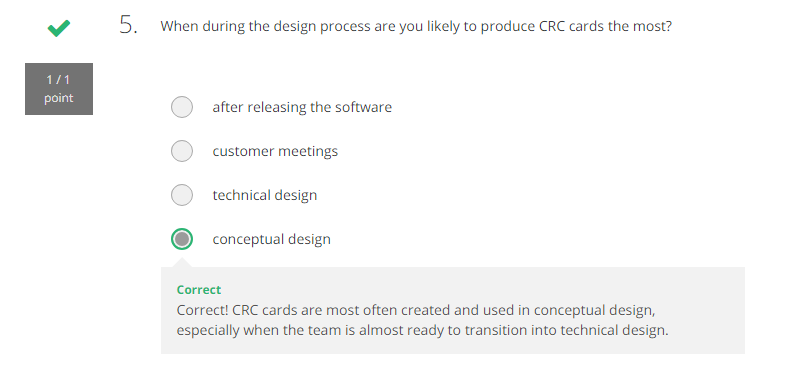 5. When during the design process are you likely to produce CRC cards the most?
1 / 1
point
after releasing the software
customer meetings
technical design
conceptual design
Correct
Correct! CRC cards are most often created and used in conceptual design,
especially when the team is almost ready to transition into technical design.